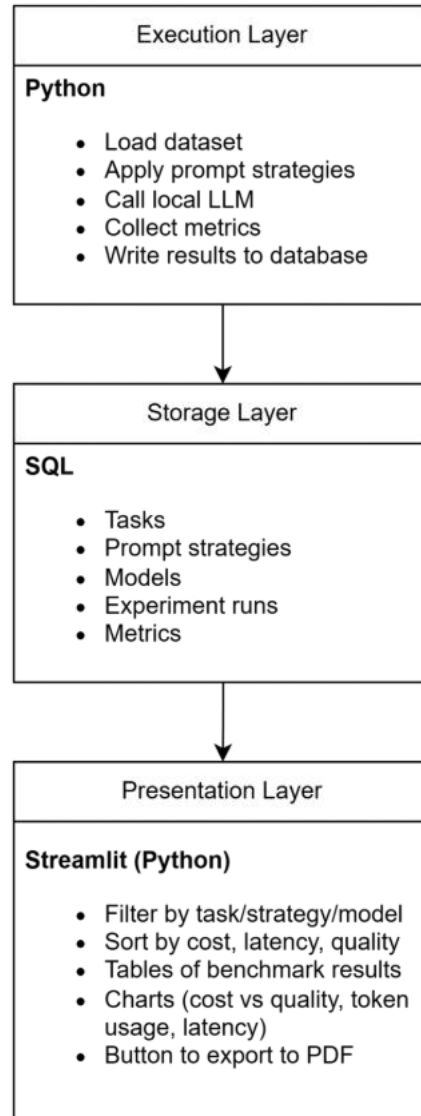 Execution Layer
Python
• Load dataset
• Apply prompt strategies
• Call local LLM
• Collect metrics
• Write results to database
Storage Layer
SQL
• Tasks
• Prompt strategies
• Models
• Experiment runs
• Metrics
Presentation Layer
Streamlit (Python)
• Filter by task/strategy/model
• Sort by cost, latency, quality
• Tables of benchmark results
• Charts (cost vs quality, token
usage, latency)
• Button to export to PDF